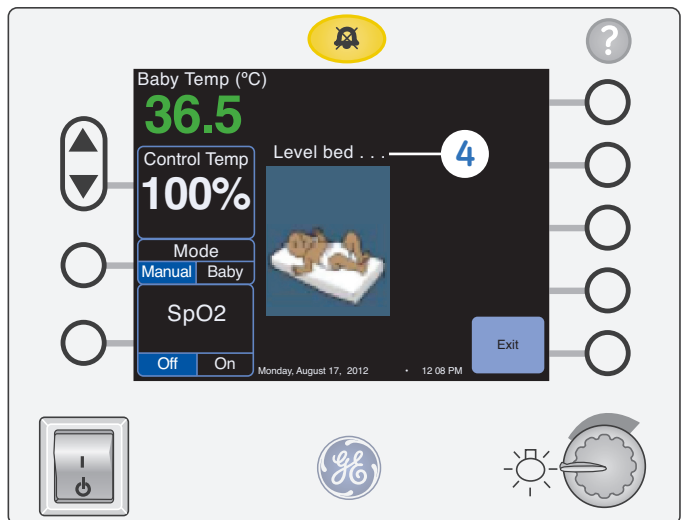 ?
Baby Temp (ºC)
36.5
Control Temp
100%
Level bed . . .
4
Mode
Manual Baby
SpO2
Off On
Monday, August 17, 2012 • 12 08 PM
Exit
I
GE